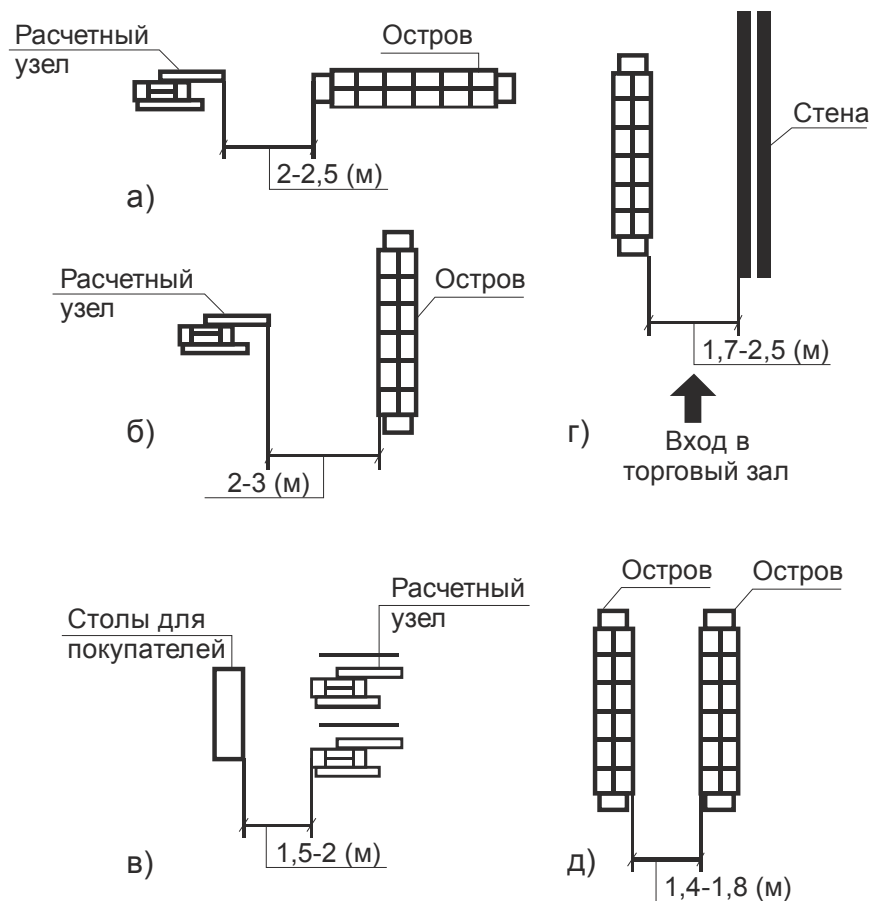 Расчетный
узел
Остров
2-2,5 (м)
а)
Стена
1,7-2,5 (м)
Вход в
торговый зал
г)
Расчетный
узел
Остров
б)
2-3 (м)
Столы для
покупателей
Расчетный
узел
1,5-2 (м)
в)
Остров
Остров
д)
1,4-1,8 (м)